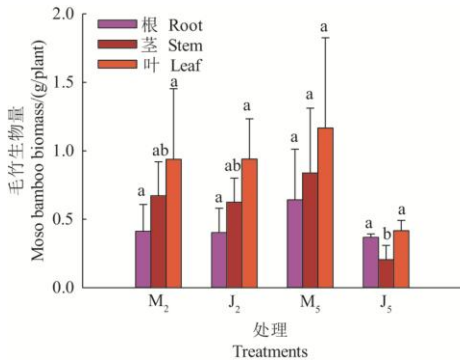 毛竹生物量
Moso bamboo biomass/(g/plant)
2.0
1.5
1.0
0.5
0.0
根 Root
茎 Stem
叶 Leaf
a ab a
a ab a
a a a
a b a
M2 J2 M5 J5
处理
Treatments